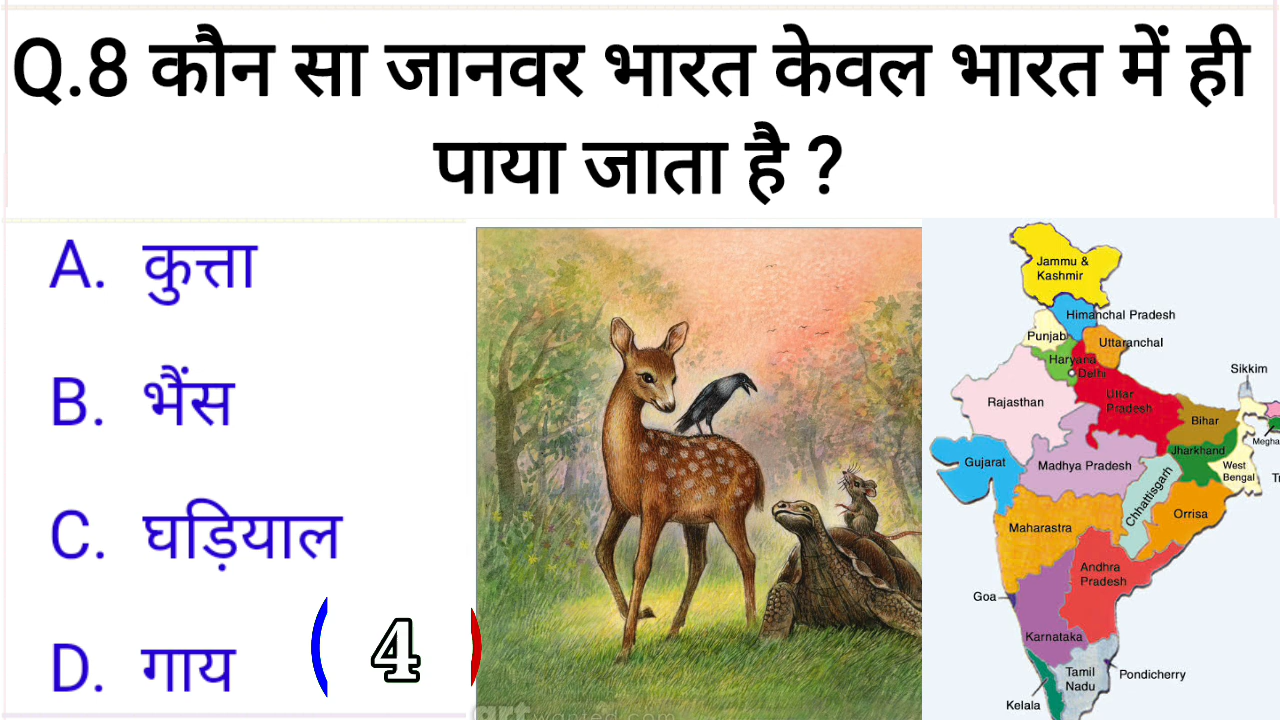 Q.8 कौन सा जानवर भारत केवल भारत में ही
पाया जाता है ?
A. कुत्ता
B. भैंस
C. घड़ियाल
D. गाय
( 4 )
Jammu &
Kashmir
Himanchal Pradesh
Punjab
Uttaranchal
Haryana
Delhi
Sikkim
Rajasthan
Uttar
Pradesh
Bihar
Megha
Jharkhand
Gujarat
Madhya Pradesh
West
Bengal
Chhattisgarh
Orrisa
Maharastra
Andhra
Pradesh
Goa
Karnataka
Tamil
Nadu
Pondicherry
Kelala